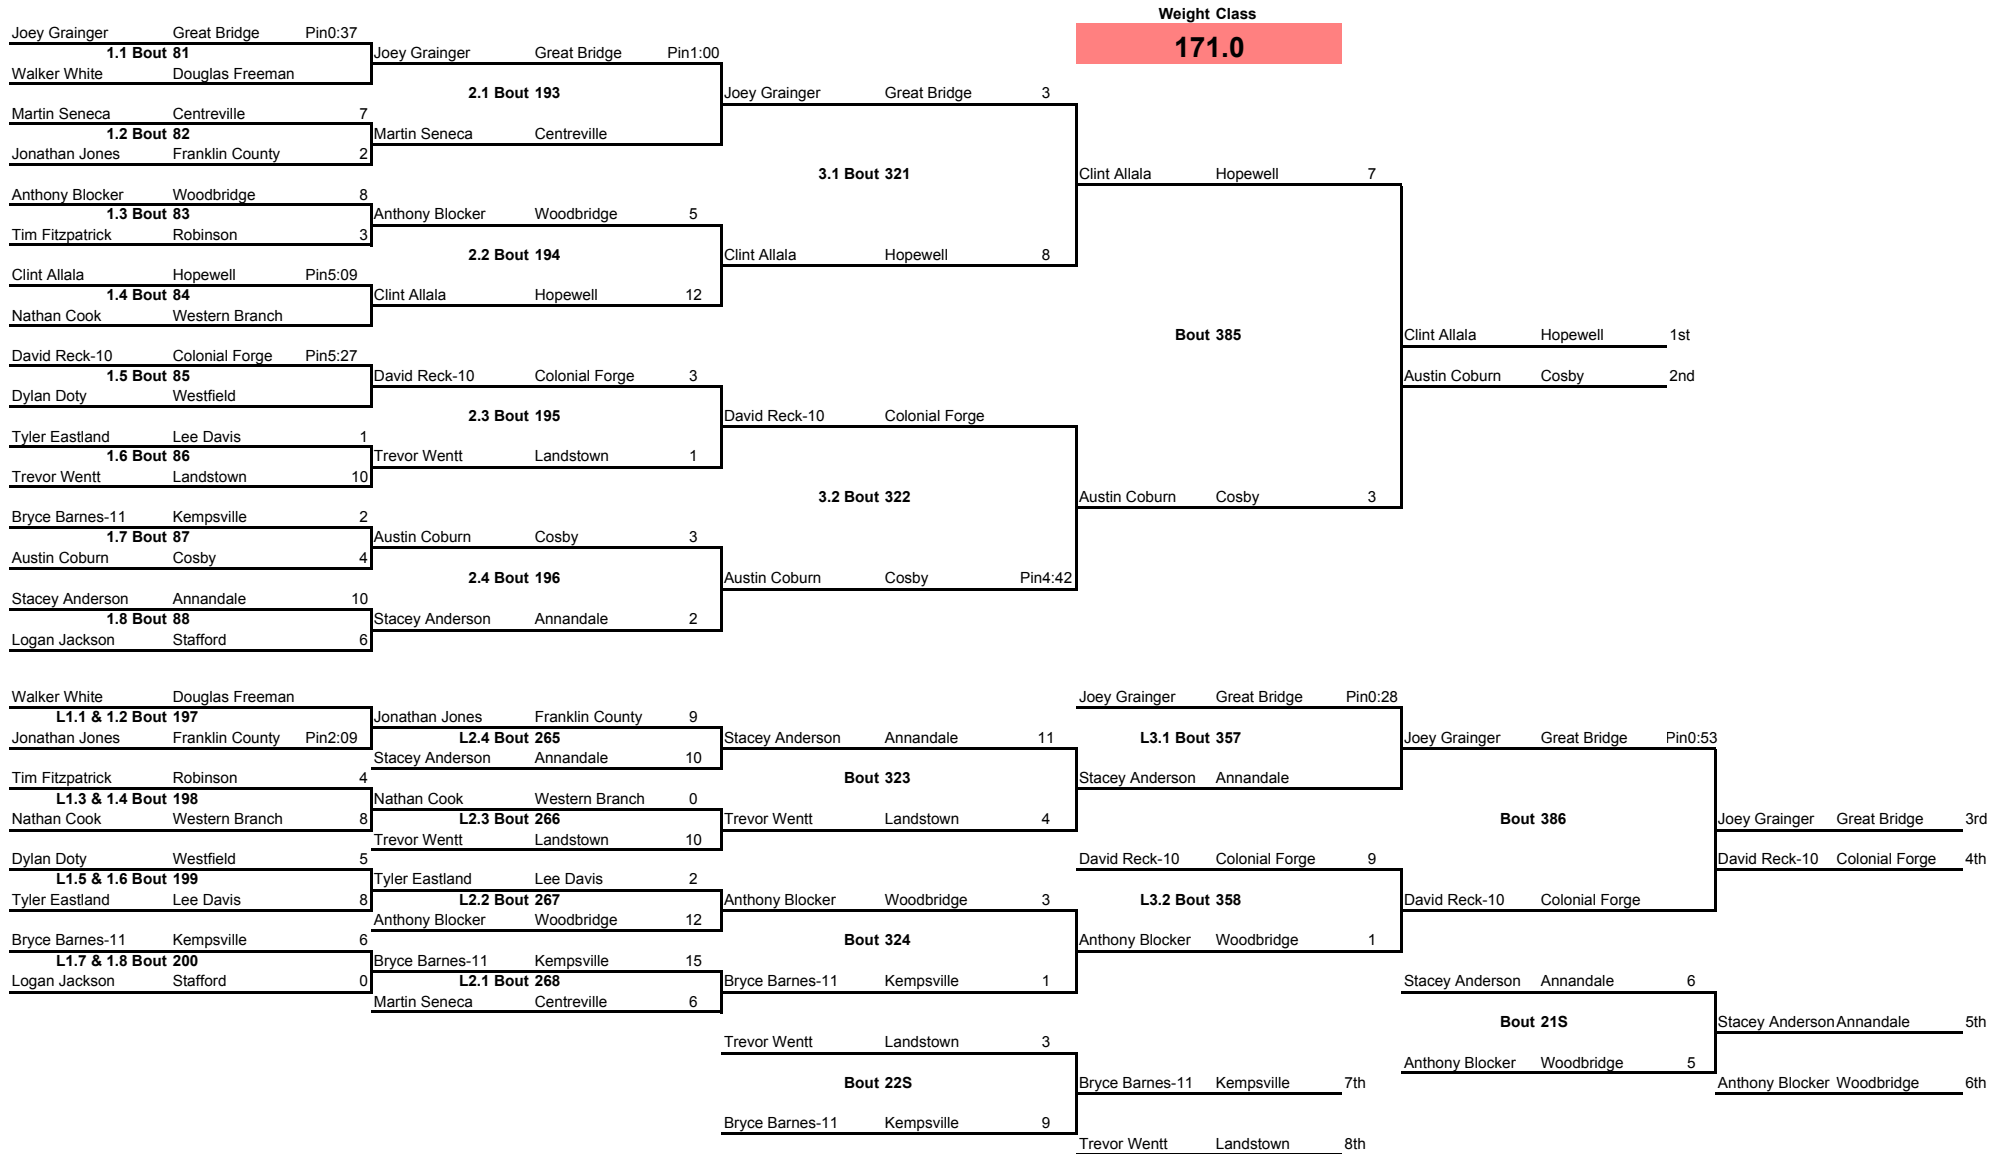 Weight Class
Joey Grainger Great Bridge Pin0:37
1.1 Bout 81 Joey Grainger Great Bridge Pin1:00 171.0
Walker White Douglas Freeman
2.1 Bout 193 Joey Grainger Great Bridge 3
Martin Seneca Centreville 7
1.2 Bout 82 Martin Seneca Centreville
Jonathan Jones Franklin County 2
3.1 Bout 321 Clint Allala Hopewell 7
Anthony Blocker Woodbridge 8
1.3 Bout 83 Anthony Blocker Woodbridge 5
Tim Fitzpatrick Robinson 3
2.2 Bout 194 Clint Allala Hopewell 8
Clint Allala Hopewell Pin5:09
1.4 Bout 84 Clint Allala Hopewell 12
Nathan Cook Western Branch
Bout 385 Clint Allala Hopewell 1st
David Reck-10 Colonial Forge Pin5:27
1.5 Bout 85 David Reck-10 Colonial Forge 3 Austin Coburn Cosby 2nd
Dylan Doty Westfield
2.3 Bout 195 David Reck-10 Colonial Forge
Tyler Eastland Lee Davis 1
1.6 Bout 86 Trevor Wentt Landstown 1
Trevor Wentt Landstown 10
3.2 Bout 322 Austin Coburn Cosby 3
Bryce Barnes-11 Kempsville 2
1.7 Bout 87 Austin Coburn Cosby 3
Austin Coburn Cosby 4
2.4 Bout 196 Austin Coburn Cosby Pin4:42
Stacey Anderson Annandale 10
1.8 Bout 88 Stacey Anderson Annandale 2
Logan Jackson Stafford 6
Walker White Douglas Freeman Joey Grainger Great Bridge Pin0:28
L1.1 & 1.2 Bout 197 Jonathan Jones Franklin County 9
Jonathan Jones Franklin County Pin2:09 L2.4 Bout 265 Stacey Anderson Annandale 11 L3.1 Bout 357 Joey Grainger Great Bridge Pin0:53
Stacey Anderson Annandale 10
Tim Fitzpatrick Robinson 4 Bout 323 Stacey Anderson Annandale
L1.3 & 1.4 Bout 198 Nathan Cook Western Branch 0
Nathan Cook Western Branch 8 L2.3 Bout 266 Trevor Wentt Landstown 4 Bout 386 Joey Grainger Great Bridge 3rd
Trevor Wentt Landstown 10
Dylan Doty Westfield 5 David Reck-10 Colonial Forge 9 David Reck-10 Colonial Forge 4th
L1.5 & 1.6 Bout 199 Tyler Eastland Lee Davis 2
Tyler Eastland Lee Davis 8 L2.2 Bout 267 Anthony Blocker Woodbridge 3 L3.2 Bout 358 David Reck-10 Colonial Forge
Anthony Blocker Woodbridge 12
Bryce Barnes-11 Kempsville 6 Bout 324 Anthony Blocker Woodbridge 1
L1.7 & 1.8 Bout 200 Bryce Barnes-11 Kempsville 15
Logan Jackson Stafford 0 L2.1 Bout 268 Bryce Barnes-11 Kempsville 1 Stacey Anderson Annandale 6
Martin Seneca Centreville 6
Bout 21S Stacey Anderson Annandale 5th
Trevor Wentt Landstown 3
Anthony Blocker Woodbridge 5
Bout 22S Bryce Barnes-11 Kempsville 7th Anthony Blocker Woodbridge 6th
Bryce Barnes-11 Kempsville 9
Trevor Wentt Landstown 8th